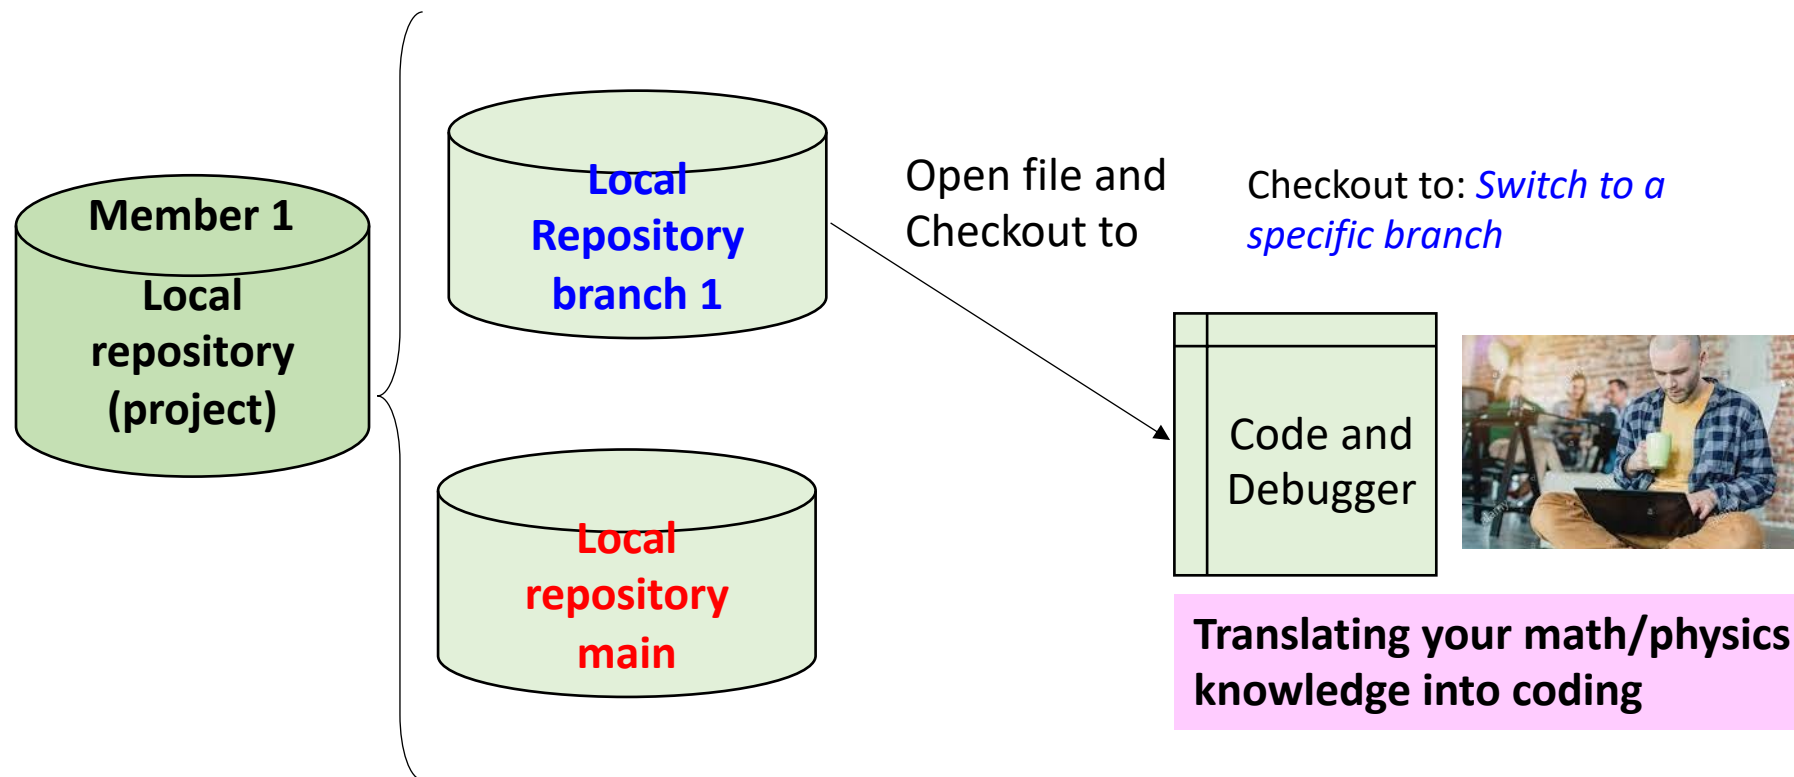 Member 1
Local
repository
(project)
Local
Repository
branch 1
Local
repository
main
Open file and
Checkout to
Checkout to: Switch to a
specific branch
Code and
Debugger
Translating your math/physics
knowledge into coding